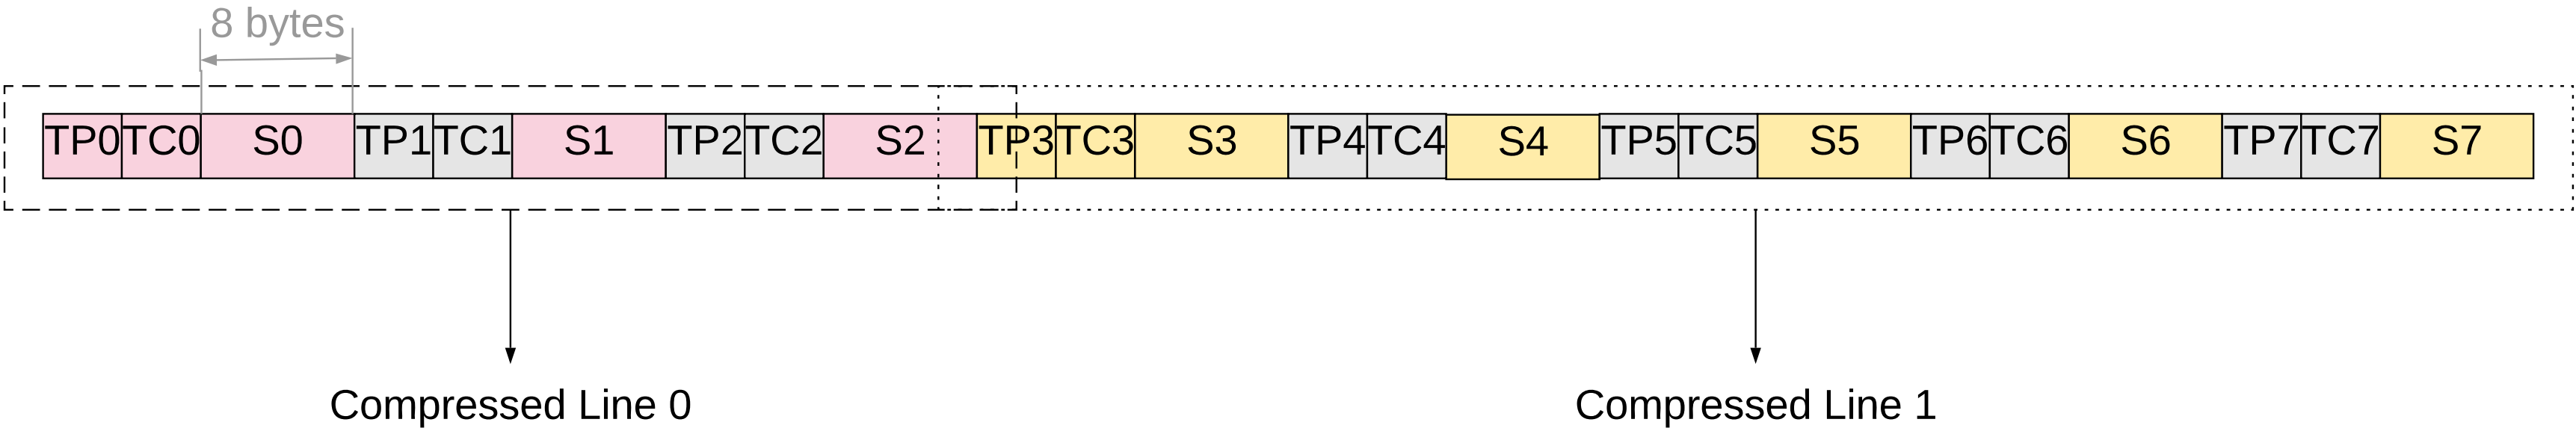 8 bytes
TP0 TC0 S0 TP1 TC1 S1 TP2 TC2 S2 TP3 TC3 S3 TP4 TC4 S4 TP5 TC5 S5 TP6 TC6 S6 TP7 TC7 S7
Compressed Line 0 Compressed Line 1